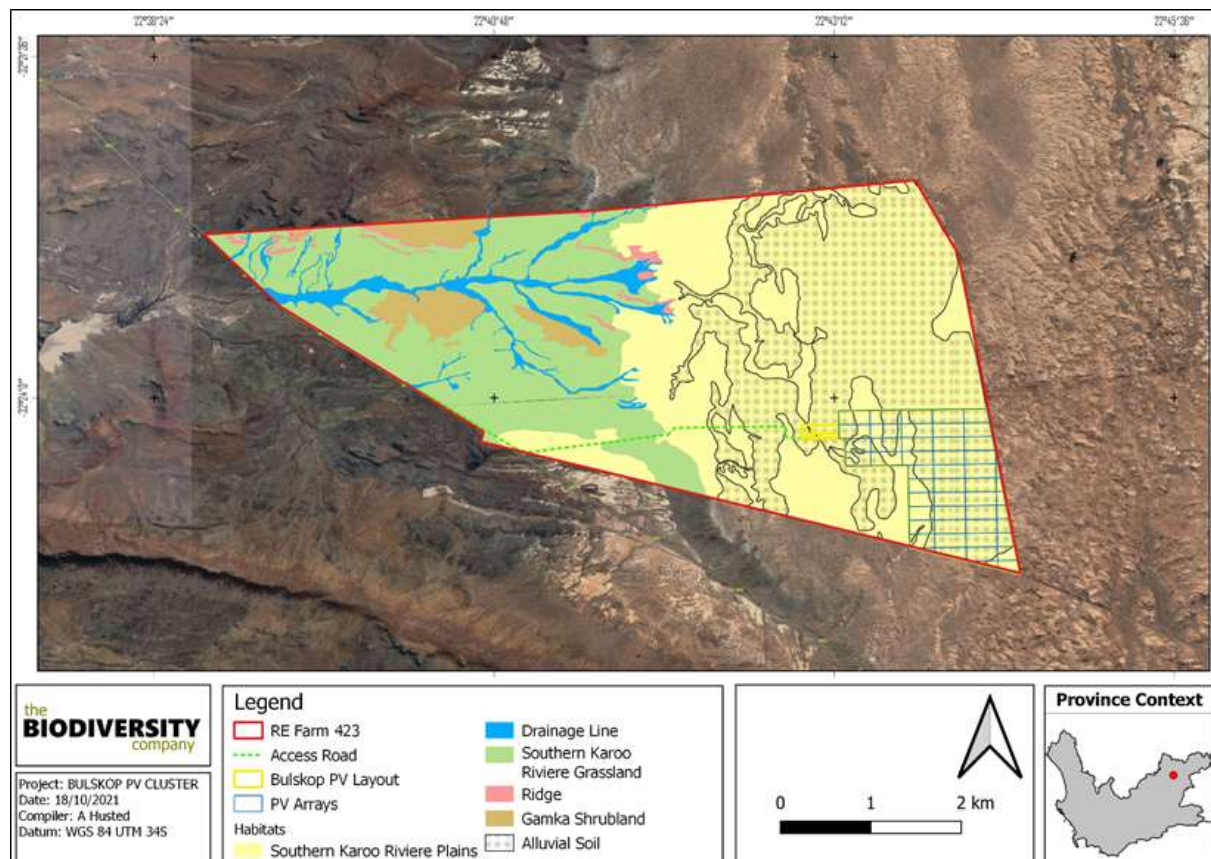 22°38'24" 22°40'48" 22°43'12" 22°45'36"
-32°24'0"
the
BIODIVERSITY
company
Project: BULSKOP PV CLUSTER
Date: 18/10/2021
Compiler: A Husted
Datum: WGS 84 UTM 34S
Legend
RE Farm 423
Access Road
Bulskop PV Layout
PV Arrays
Habitats
Southern Karoo Riviere Plains
Drainage Line
Southern Karoo
Riviere Grassland
Ridge
Gamka Shrubland
Alluvial Soil
0 1 2 km
Province Context